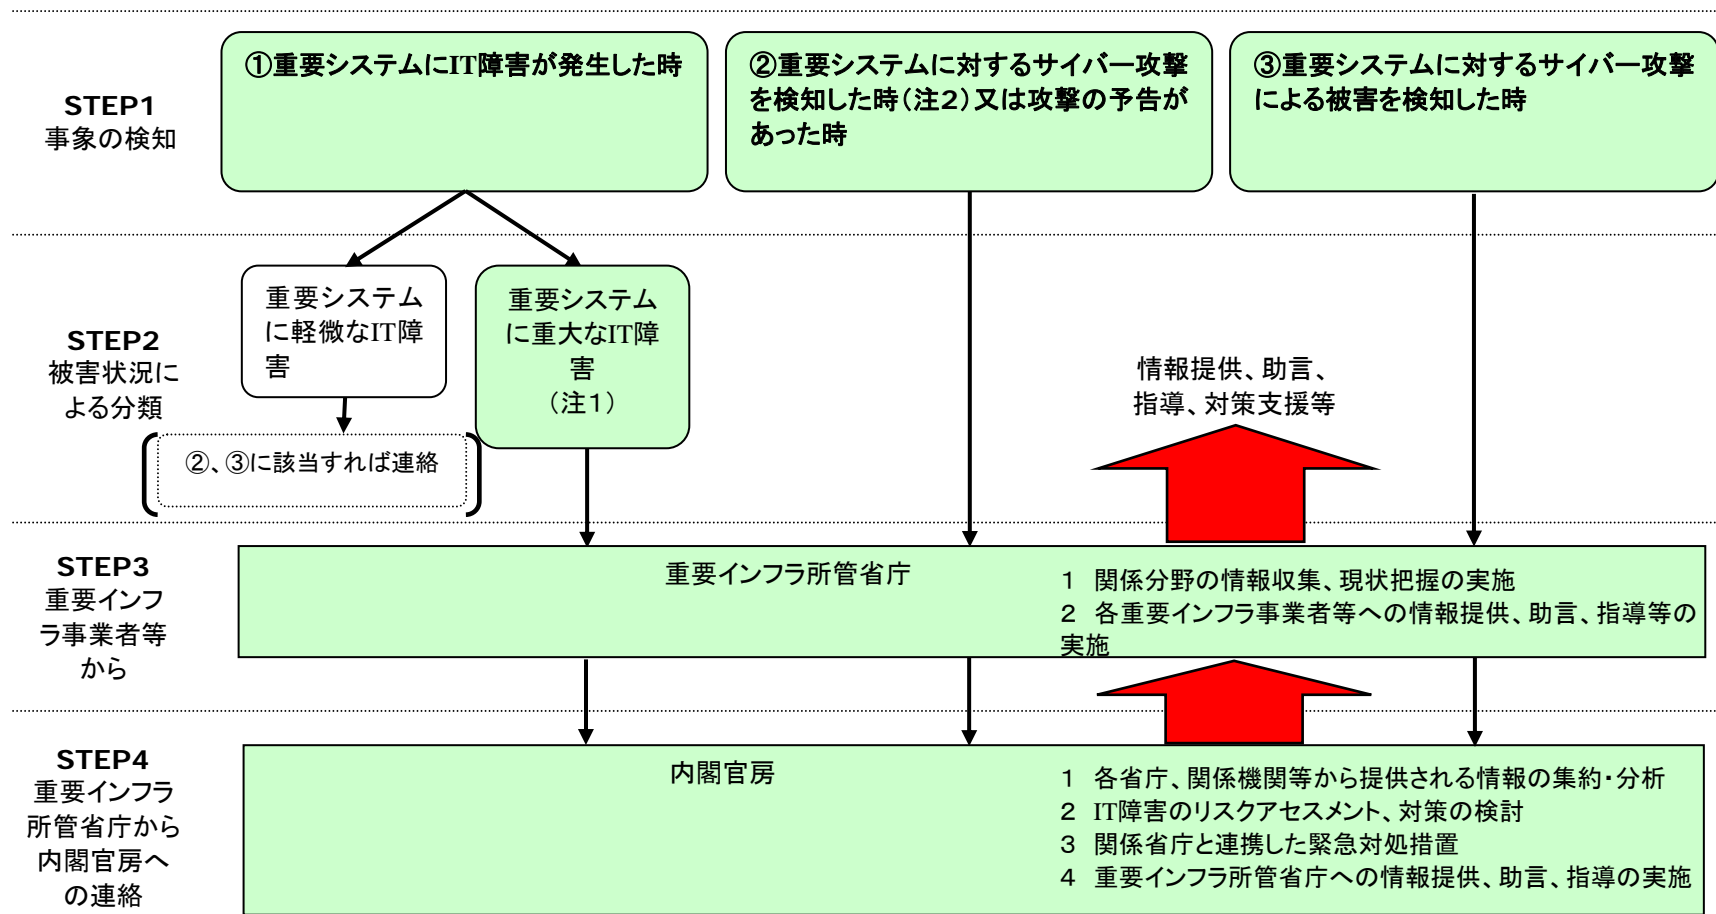 STEP1
事象の検知
①重要システムにIT障害が発生した時
②重要システムに対するサイバー攻撃
を検知した時(注2)又は攻撃の予告が
あった時
③重要システムに対するサイバー攻撃
による被害を検知した時
STEP2
被害状況に
よる分類
重要システム
に軽微なIT障
害
重要システム
に重大なIT障
害
(注1)
②、③に該当すれば連絡
情報提供、助言、
指導、対策支援等
STEP3
重要インフ
ラ事業者等
から
重要インフラ所管省庁
1 関係分野の情報収集、現状把握の実施
2 各重要インフラ事業者等への情報提供、助言、指導等の
実施
STEP4
重要インフラ
所管省庁から
内閣官房へ
の連絡
内閣官房
1 各省庁、関係機関等から提供される情報の集約・分析
2 IT障害のリスクアセスメント、対策の検討
3 関係省庁と連携した緊急対処措置
4 重要インフラ所管省庁への情報提供、助言、指導の実施